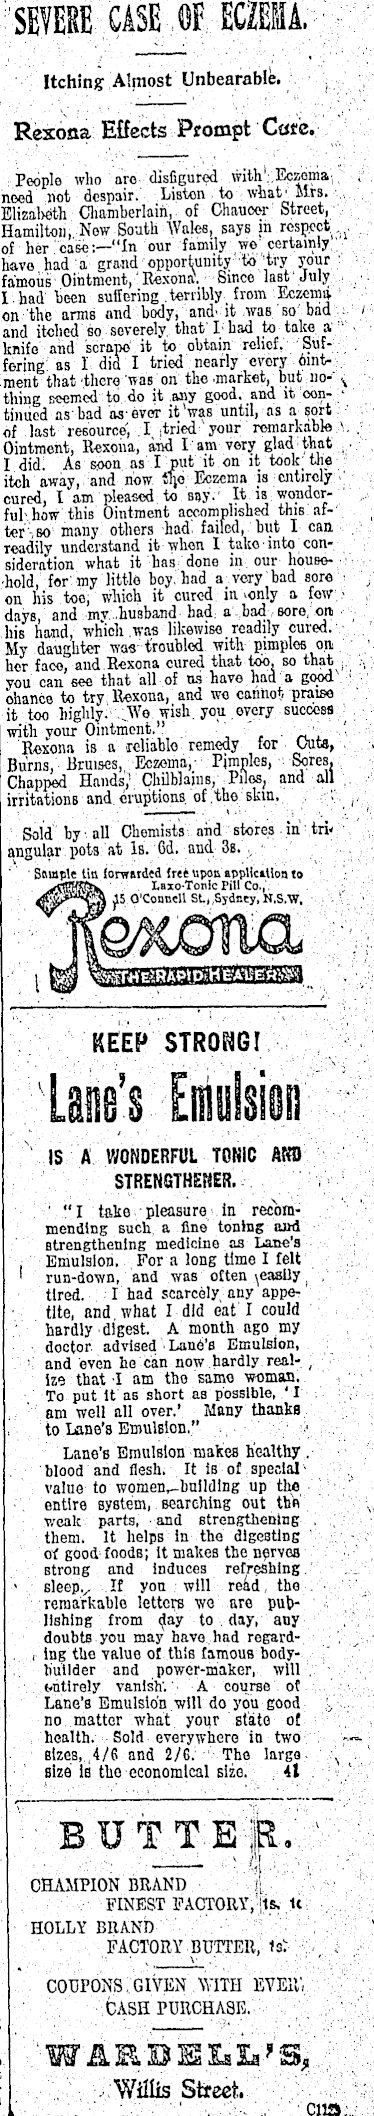 SEVERE CASE OF ECZEMA.
Itching Almost Unbearable.
Rexona Effects Prompt Cure.
People who are disfigured with Eczema
need not despair. Listen to what Mrs.
Elizabeth Chamberlain, of Chaucer Street,
Hamilton, New South Wales, says in respect
of her case:—"In our family we certainly
have had a grand opportunity to try your
famous Ointment, Rexona. Since last July
I had been suffering terribly from Eczema
on the arms and body, and it was so bad
and itched so severely that I had to take a
knife and scrape it to obtain relief. Suf-
fering as I did I tried nearly every oint-
ment that there was on the market, but no-
thing seemed to do it any good, and it con-
tinued as bad as ever it was until, as a sort
of last resource, I tried your remarkable
Ointment, Rexona, and I am very glad that
I did. As soon as I put it on it took the
itch away, and now the Eczema is entirely
cured, I am pleased to say. It is wonder-
ful how this Ointment accomplished this af-
ter so many others had failed, but I can
readily understand it when I take into con-
sideration what it has done in our house-
hold, for my little boy had a very bad sore
on his toe, which it cured in only a few
days, and my husband had a bad sore on
his hand, which was likewise readily cured.
My daughter was troubled with pimples on
her face, and Rexona cured that too, so that
you can see that all of us have had a good
chance to try Rexona, and we cannot praise
it too highly. We wish you every success
with your Ointment."
Rexona is a reliable remedy for Cuts,
Burns, Bruises, Eczema, Pimples, Sores,
Chapped Hands, Chilblains, Piles, and all
irritations and eruptions of the skin.
Sold by all Chemists and stores in tri-
angular pots at 1s. 6d. and 3s.
Sample tin forwarded free upon application to
Laxo-Tonic Pill Co.,
15 O'Connell St., Sydney, N.S.W.
Rexona
THE RAPID HEALER
KEEP STRONG!
Lane's Emulsion
IS A WONDERFUL TONIC AND
STRENGTHENER.
"I take pleasure in recom-
mending such a fine toning and
strengthening medicine as Lane's
Emulsion. For a long time I felt
run-down, and was often easily
tired. I had scarcely any appe-
tite, and what I did eat I could
hardly digest. A month ago my
doctor advised Lane's Emulsion,
and even he can now hardly real-
ize that I am the same woman.
To put it as short as possible, 'I
am well all over.' Many thanks
to Lane's Emulsion."
Lane's Emulsion makes healthy
blood and flesh. It is of special
value to women,—building up the
entire system, searching out the
weak parts, and strengthening
them. It helps in the digesting
of good foods; it makes the nerves
strong and induces refreshing
sleep. If you will read the
remarkable letters we are pub-
lishing from day to day, any
doubts you may have had regard-
ing the value of this famous body-
builder and power-maker, will
entirely vanish. A course of
Lane's Emulsion will do you good
no matter what your state of
health. Sold everywhere in two
sizes, 4/6 and 2/6. The large
size is the economical size. 41
BUTTER.
CHAMPION BRAND
FINEST FACTORY, 1s.
HOLLY BRAND
FACTORY BUTTER, 1s.
COUPONS GIVEN WITH EVERY
CASH PURCHASE.
WARDELL'S,
Willis Street.